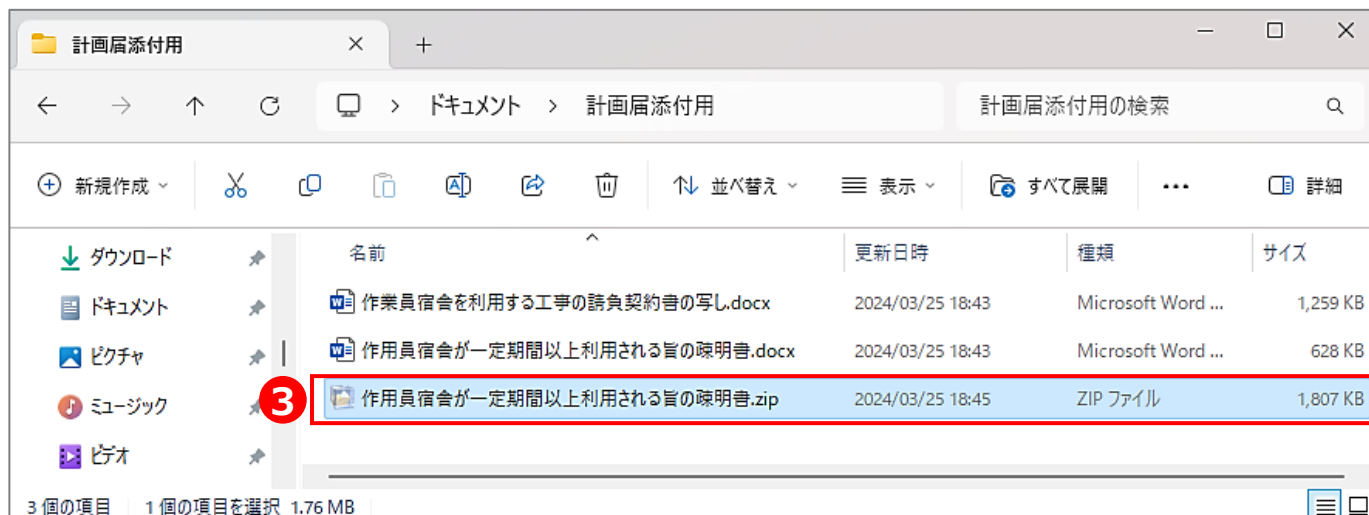 計画届添付用
ドキュメント > 計画届添付用 計画届添付用の検索
新規作成 並べ替え 表示 すべて展開 … 詳細
名前 更新日時 種類 サイズ
ダウンロード
ドキュメント
ピクチャ
ミュージック
ビデオ
作業員宿舎を利用する工事の請負契約書の写し.docx 2024/03/25 18:43 Microsoft Word ... 1,259 KB
作用員宿舎が一定期間以上利用される旨の疎明書.docx 2024/03/25 18:43 Microsoft Word ... 628 KB
3 作用員宿舎が一定期間以上利用される旨の疎明書.zip 2024/03/25 18:45 ZIP ファイル 1,807 KB
3 個の項目 1 個の項目を選択 1.76 MB